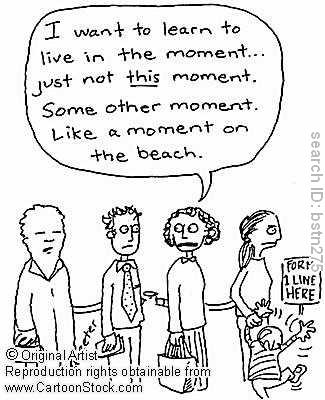 I want to learn to
live in the moment...
just not this moment.
Some other moment.
Like a moment on
the beach.
FORM
1 LINE
HERE
© Original Artist
Reproduction rights obtainable from
www.CartoonStock.com
search ID: bstn275